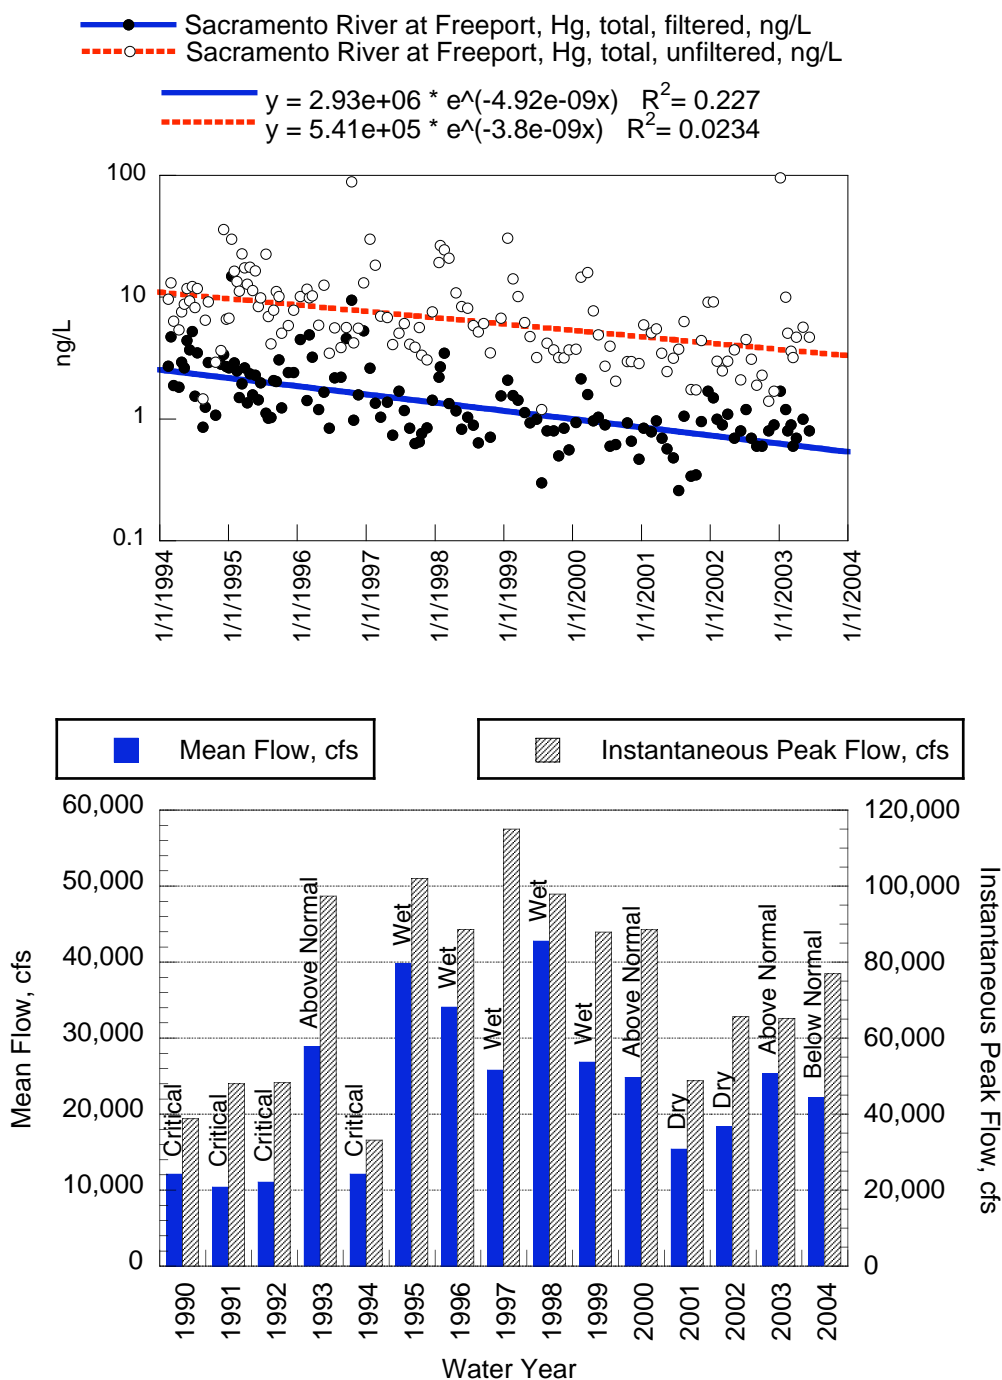 Sacramento River at Freeport, Hg, total, filtered, ng/L
Sacramento River at Freeport, Hg, total, unfiltered, ng/L
y = 2.93e+06 * e^(-4.92e-09x) R²= 0.227
y = 5.41e+05 * e^(-3.8e-09x) R²= 0.0234
100
10
1
0.1
ng/L
1/1/1994
1/1/1995
1/1/1996
1/1/1997
1/1/1998
1/1/1999
1/1/2000
1/1/2001
1/1/2002
1/1/2003
1/1/2004
Mean Flow, cfs
Instantaneous Peak Flow, cfs
60,000
50,000
40,000
30,000
20,000
10,000
0
Mean Flow, cfs
120,000
100,000
80,000
60,000
40,000
20,000
0
Instantaneous Peak Flow, cfs
Critical
Critical
Critical
Above Normal
Critical
Wet
Wet
Wet
Wet
Wet
Above Normal
Dry
Dry
Above Normal
Below Normal
1990
1991
1992
1993
1994
1995
1996
1997
1998
1999
2000
2001
2002
2003
2004
Water Year